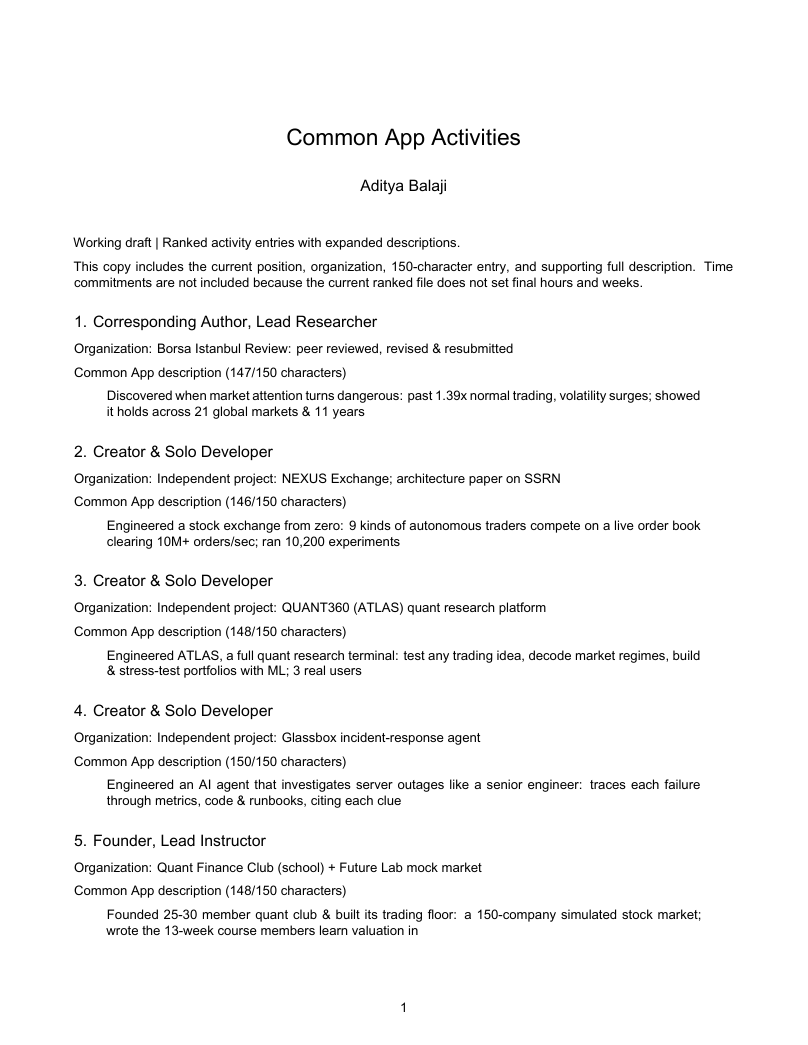 Common App Activities
Aditya Balaji
Working draft | Ranked activity entries with expanded descriptions.
This copy includes the current position, organization, 150-character entry, and supporting full description. Time
commitments are not included because the current ranked file does not set final hours and weeks.
1. Corresponding Author, Lead Researcher
Organization: Borsa Istanbul Review: peer reviewed, revised & resubmitted
Common App description (147/150 characters)
Discovered when market attention turns dangerous: past 1.39x normal trading, volatility surges; showed
it holds across 21 global markets & 11 years
2. Creator & Solo Developer
Organization: Independent project: NEXUS Exchange; architecture paper on SSRN
Common App description (146/150 characters)
Engineered a stock exchange from zero: 9 kinds of autonomous traders compete on a live order book
clearing 10M+ orders/sec; ran 10,200 experiments
3. Creator & Solo Developer
Organization: Independent project: QUANT360 (ATLAS) quant research platform
Common App description (148/150 characters)
Engineered ATLAS, a full quant research terminal: test any trading idea, decode market regimes, build
& stress-test portfolios with ML; 3 real users
4. Creator & Solo Developer
Organization: Independent project: Glassbox incident-response agent
Common App description (150/150 characters)
Engineered an AI agent that investigates server outages like a senior engineer: traces each failure
through metrics, code & runbooks, citing each clue
5. Founder, Lead Instructor
Organization: Quant Finance Club (school) + Future Lab mock market
Common App description (148/150 characters)
Founded 25-30 member quant club & built its trading floor: a 150-company simulated stock market;
wrote the 13-week course members learn valuation in
1